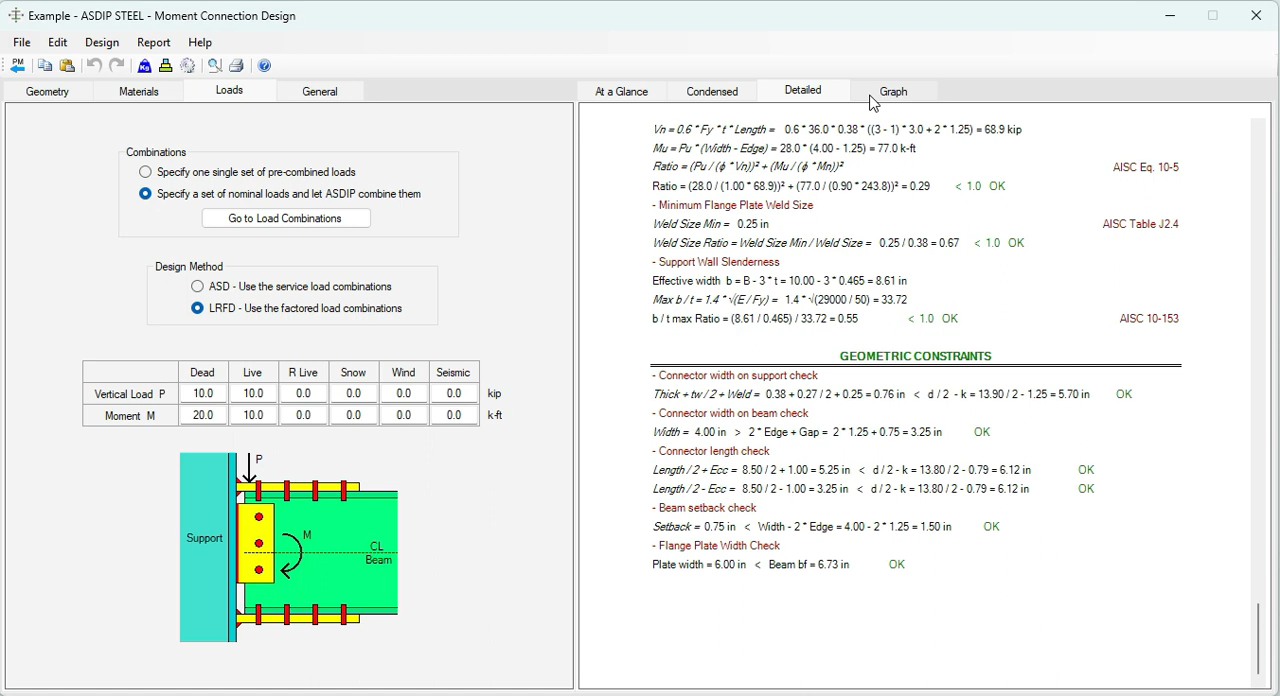 Example - ASDIP STEEL - Moment Connection Design
File Edit Design Report Help
PM Kg
Geometry Materials Loads General
Combinations
Specify one single set of pre-combined loads
Specify a set of nominal loads and let ASDIP combine them
Go to Load Combinations
Design Method
ASD - Use the service load combinations
LRFD - Use the factored load combinations
Dead Live R Live Snow Wind Seismic
Vertical Load P 10.0 10.0 0.0 0.0 0.0 0.0 kip
Moment M 20.0 10.0 0.0 0.0 0.0 0.0 k-ft
P
Support
M
CL
Beam
At a Glance Condensed Detailed Graph
Vn = 0.6 * Fy * t * Length = 0.6 * 36.0 * 0.38 * ((3 - 1) * 3.0 + 2 * 1.25) = 68.9 kip
Mu = Pu * (Width - Edge) = 28.0 * (4.00 - 1.25) = 77.0 k-ft
Ratio = (Pu / (ϕ * Vn))² + (Mu / (ϕ * Mn))² AISC Eq. 10-5
Ratio = (28.0 / (1.00 * 68.9))² + (77.0 / (0.90 * 243.8))² = 0.29 < 1.0 OK
- Minimum Flange Plate Weld Size
Weld Size Min = 0.25 in AISC Table J2.4
Weld Size Ratio = Weld Size Min / Weld Size = 0.25 / 0.38 = 0.67 < 1.0 OK
- Support Wall Slenderness
Effective width b = B - 3 * t = 10.00 - 3 * 0.465 = 8.61 in
Max b / t = 1.4 * √(E / Fy) = 1.4 * √(29000 / 50) = 33.72
b / t max Ratio = (8.61 / 0.465) / 33.72 = 0.55 < 1.0 OK AISC 10-153
GEOMETRIC CONSTRAINTS
- Connector width on support check
Thick + tw / 2 + Weld = 0.38 + 0.27 / 2 + 0.25 = 0.76 in < d / 2 - k = 13.90 / 2 - 1.25 = 5.70 in OK
- Connector width on beam check
Width = 4.00 in > 2 * Edge + Gap = 2 * 1.25 + 0.75 = 3.25 in OK
- Connector length check
Length / 2 + Ecc = 8.50 / 2 + 1.00 = 5.25 in < d / 2 - k = 13.80 / 2 - 0.79 = 6.12 in OK
Length / 2 - Ecc = 8.50 / 2 - 1.00 = 3.25 in < d / 2 - k = 13.80 / 2 - 0.79 = 6.12 in OK
- Beam setback check
Setback = 0.75 in < Width - 2 * Edge = 4.00 - 2 * 1.25 = 1.50 in OK
- Flange Plate Width Check
Plate width = 6.00 in < Beam bf = 6.73 in OK